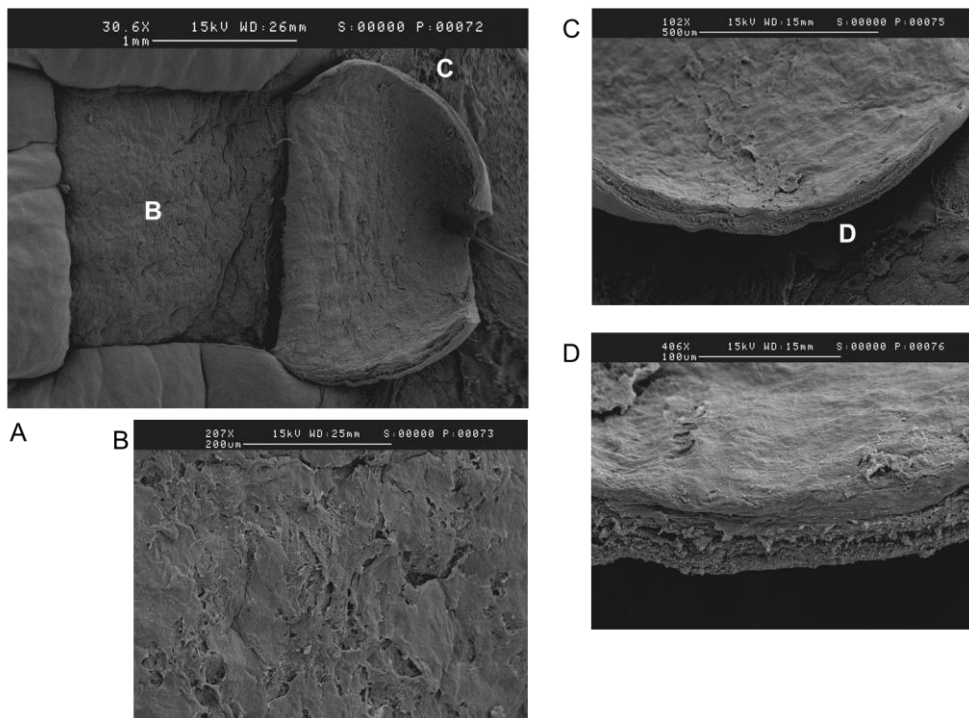 30.6X 15kV WD:26mm S:00000 P:00072
1mm
C
B
A
B
207X 15kV WD:25mm S:00000 P:00073
200um
C
102X 15kV WD:15mm S:00000 P:00075
500um
D
D
406X 15kV WD:15mm S:00000 P:00076
100um